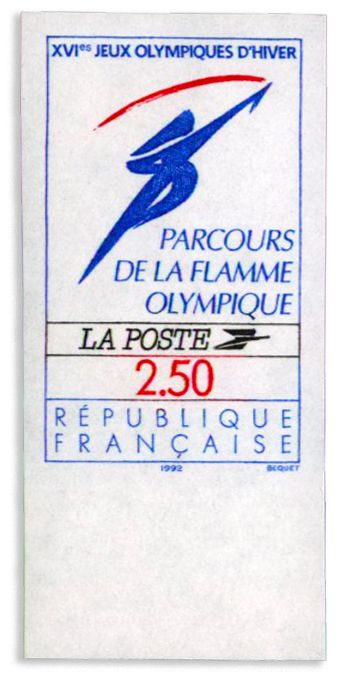 XVIes JEUX OLYMPIQUES D'HIVER
PARCOURS
DE LA FLAMME
OLYMPIQUE
LA POSTE
2.50
RÉPUBLIQUE
FRANÇAISE
1992 BEQUET